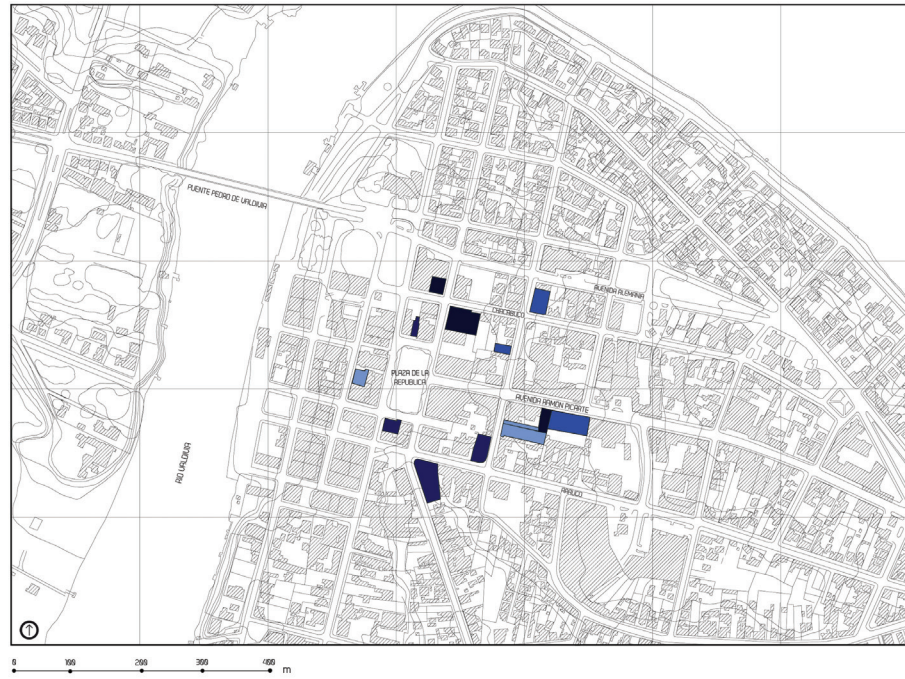 PUENTE PEDRO DE VALDIVIA
AVENIDA ALEMANIA
CHACABUCO
PLAZA DE LA
REPUBLICA
AVENIDA RAMON PICARTE
RIO VALDIVIA
ARAUCO
0 100 200 300 400 m